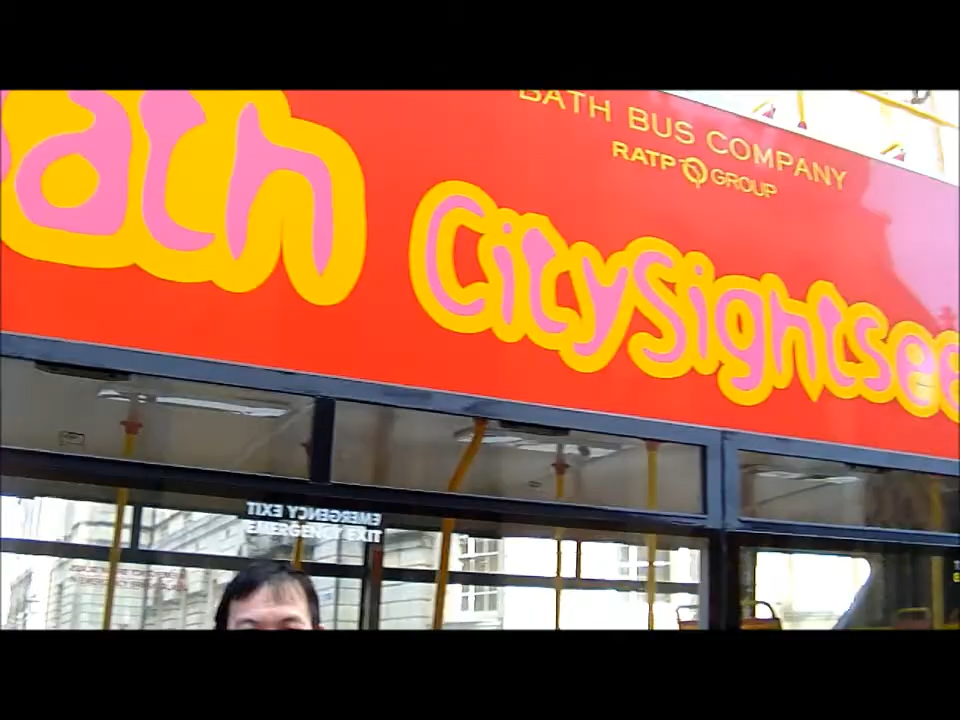 BATH BUS COMPANY
RATP GROUP
ath CitySightsee
EMERGENCY EXIT
EMERGENCY EXIT